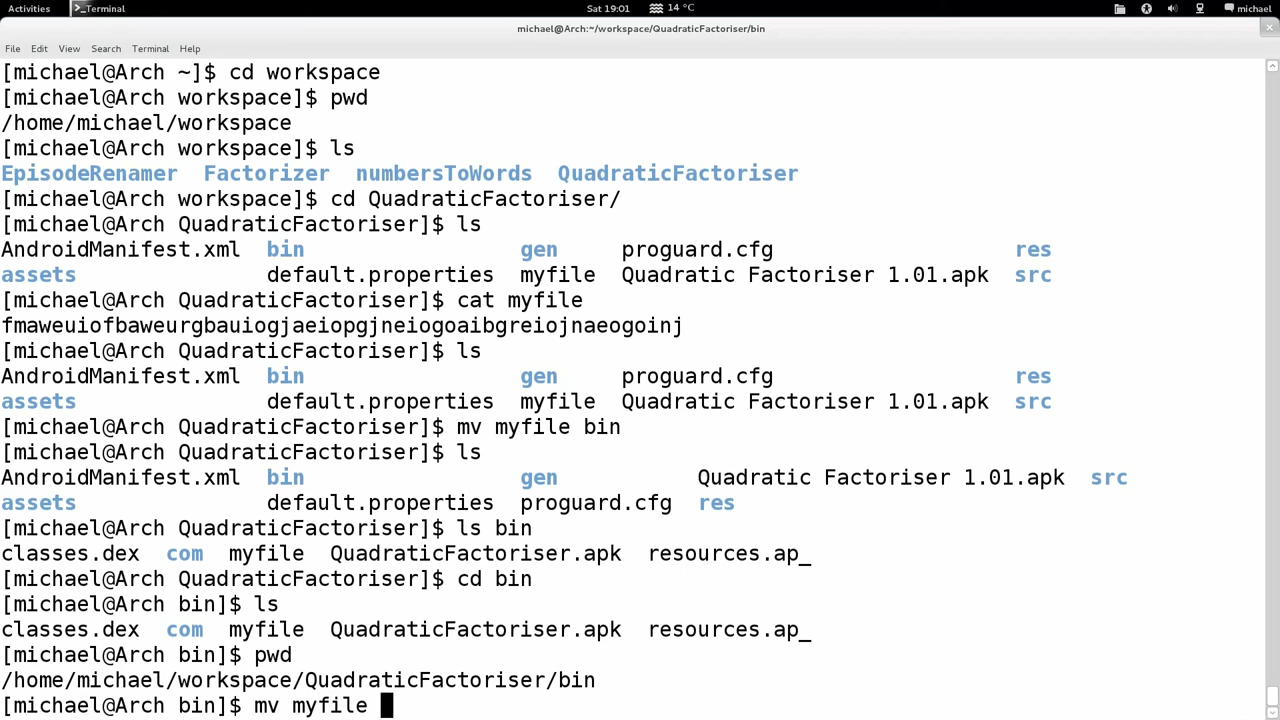 Activities Terminal Sat 19:01 14 °C michael
michael@Arch:~/workspace/QuadraticFactoriser/bin
File Edit View Search Terminal Help
[michael@Arch ~]$ cd workspace
[michael@Arch workspace]$ pwd
/home/michael/workspace
[michael@Arch workspace]$ ls
EpisodeRenamer Factorizer numbersToWords QuadraticFactoriser
[michael@Arch workspace]$ cd QuadraticFactoriser/
[michael@Arch QuadraticFactoriser]$ ls
AndroidManifest.xml bin gen proguard.cfg res
assets default.properties myfile Quadratic Factoriser 1.01.apk src
[michael@Arch QuadraticFactoriser]$ cat myfile
fmaweuiofbaweurgbauiogjaeiopgjneiogoaibgreiojnaeogoinj
[michael@Arch QuadraticFactoriser]$ ls
AndroidManifest.xml bin gen proguard.cfg res
assets default.properties myfile Quadratic Factoriser 1.01.apk src
[michael@Arch QuadraticFactoriser]$ mv myfile bin
[michael@Arch QuadraticFactoriser]$ ls
AndroidManifest.xml bin gen Quadratic Factoriser 1.01.apk src
assets default.properties proguard.cfg res
[michael@Arch QuadraticFactoriser]$ ls bin
classes.dex com myfile QuadraticFactoriser.apk resources.ap_
[michael@Arch QuadraticFactoriser]$ cd bin
[michael@Arch bin]$ ls
classes.dex com myfile QuadraticFactoriser.apk resources.ap_
[michael@Arch bin]$ pwd
/home/michael/workspace/QuadraticFactoriser/bin
[michael@Arch bin]$ mv myfile